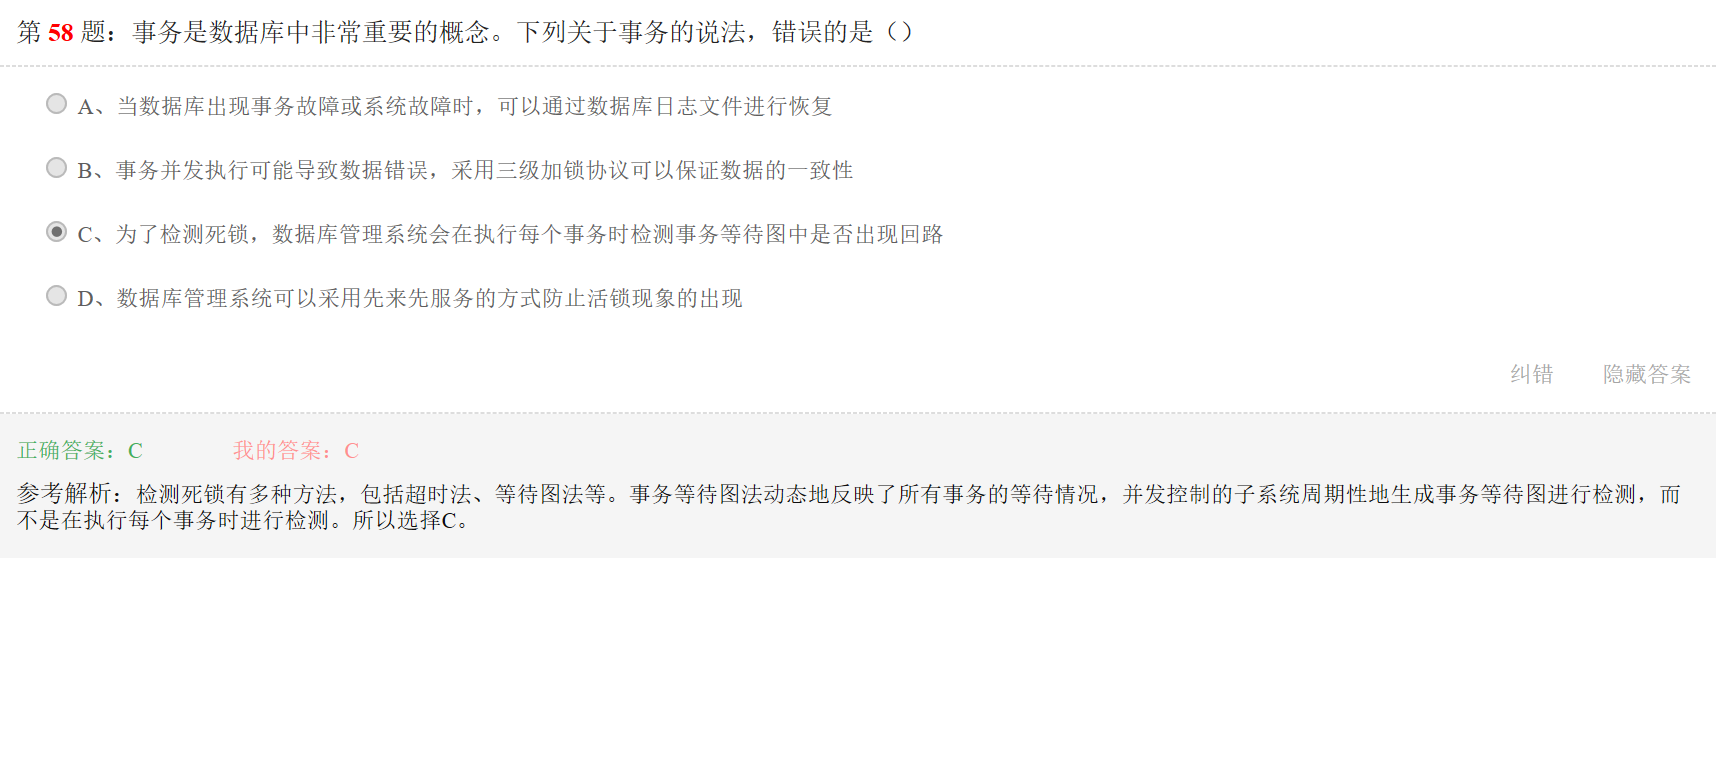 第 58 题：事务是数据库中非常重要的概念。下列关于事务的说法，错误的是（）
A、当数据库出现事务故障或系统故障时，可以通过数据库日志文件进行恢复
B、事务并发执行可能导致数据错误，采用三级加锁协议可以保证数据的一致性
C、为了检测死锁，数据库管理系统会在执行每个事务时检测事务等待图中是否出现回路
D、数据库管理系统可以采用先来先服务的方式防止活锁现象的出现
纠错 隐藏答案
正确答案：C 我的答案：C
参考解析：检测死锁有多种方法，包括超时法、等待图法等。事务等待图法动态地反映了所有事务的等待情况，并发控制的子系统周期性地生成事务等待图进行检测，而
不是在执行每个事务时进行检测。所以选择C。